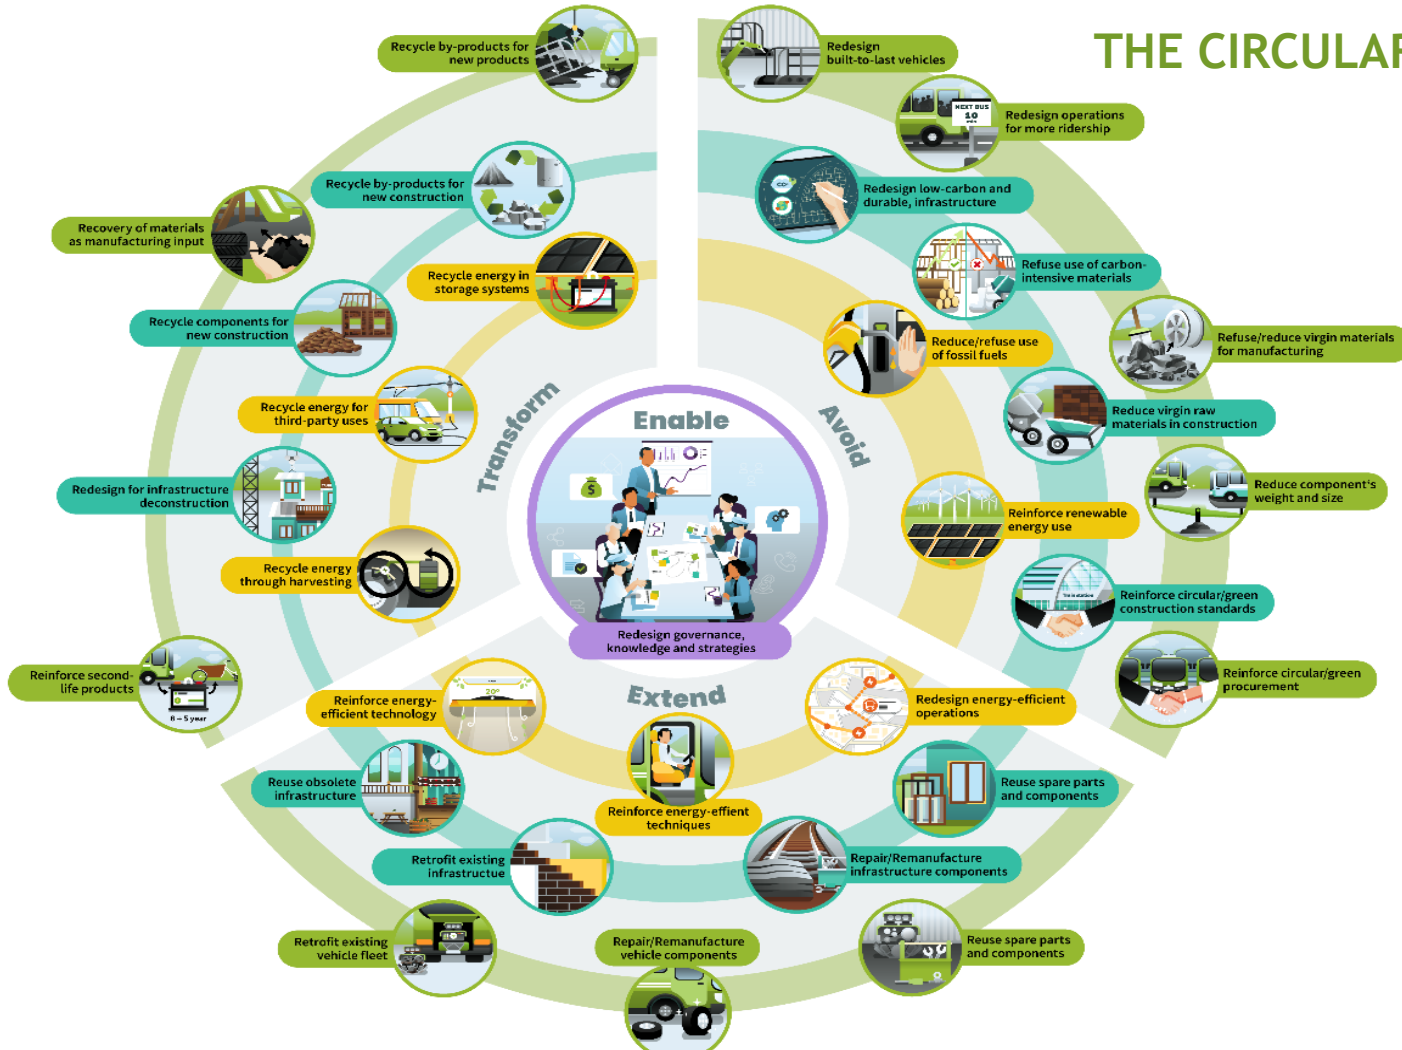 THE CIRCULAR
Recycle by-products for
new products
Redesign
built-to-last vehicles
NEXT BUS
10
Redesign operations
for more ridership
Recycle by-products for
new construction
CO²
Redesign low-carbon and
durable, infrastructure
Recovery of materials
as manufacturing input
Recycle energy in
storage systems
Refuse use of carbon-
intensive materials
Recycle components for
new construction
Reduce/refuse use
of fossil fuels
Refuse/reduce virgin materials
for manufacturing
Recycle energy for
third-party uses
Transform
Enable
Avoid
$
Reduce virgin raw
materials in construction
Redesign for infrastructure
deconstruction
Reduce component's
weight and size
Reinforce renewable
energy use
Recycle energy
through harvesting
Train station
Reinforce circular/green
construction standards
Redesign governance,
knowledge and strategies
Reinforce second-
life products
8 – 5 year
Reinforce circular/green
procurement
Extend
Reinforce energy-
efficient technology
20°
Redesign energy-efficient
operations
Reuse obsolete
infrastructure
Reinforce energy-effient
techniques
Reuse spare parts
and components
Retrofit existing
infrastructue
Repair/Remanufacture
infrastructure components
Retrofit existing
vehicle fleet
Repair/Remanufacture
vehicle components
Reuse spare parts
and components